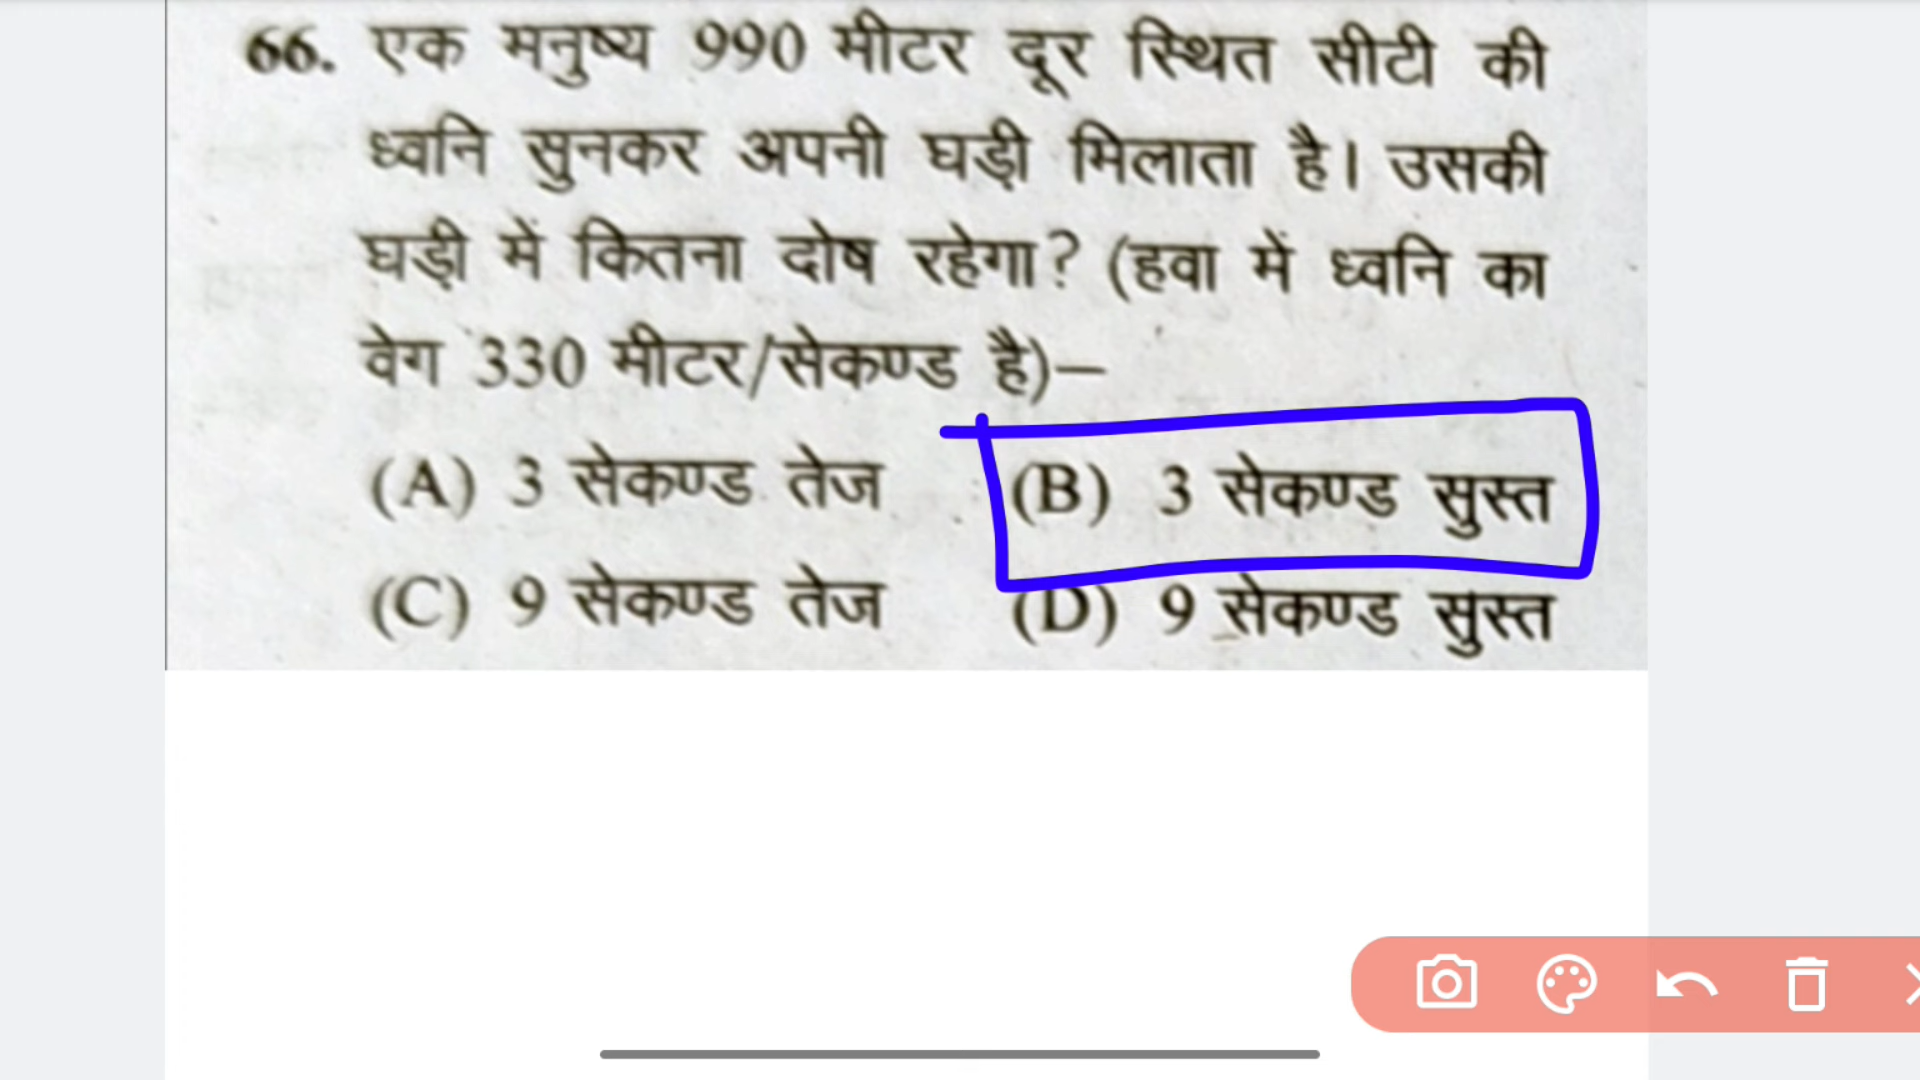 66. एक मनुष्य 990 मीटर दूर स्थित सीटी की
ध्वनि सुनकर अपनी घड़ी मिलाता है। उसकी
घड़ी में कितना दोष रहेगा? (हवा में ध्वनि का
वेग 330 मीटर/सेकण्ड है)—
(A) 3 सेकण्ड तेज (B) 3 सेकण्ड सुस्त
(C) 9 सेकण्ड तेज (D) 9 सेकण्ड सुस्त